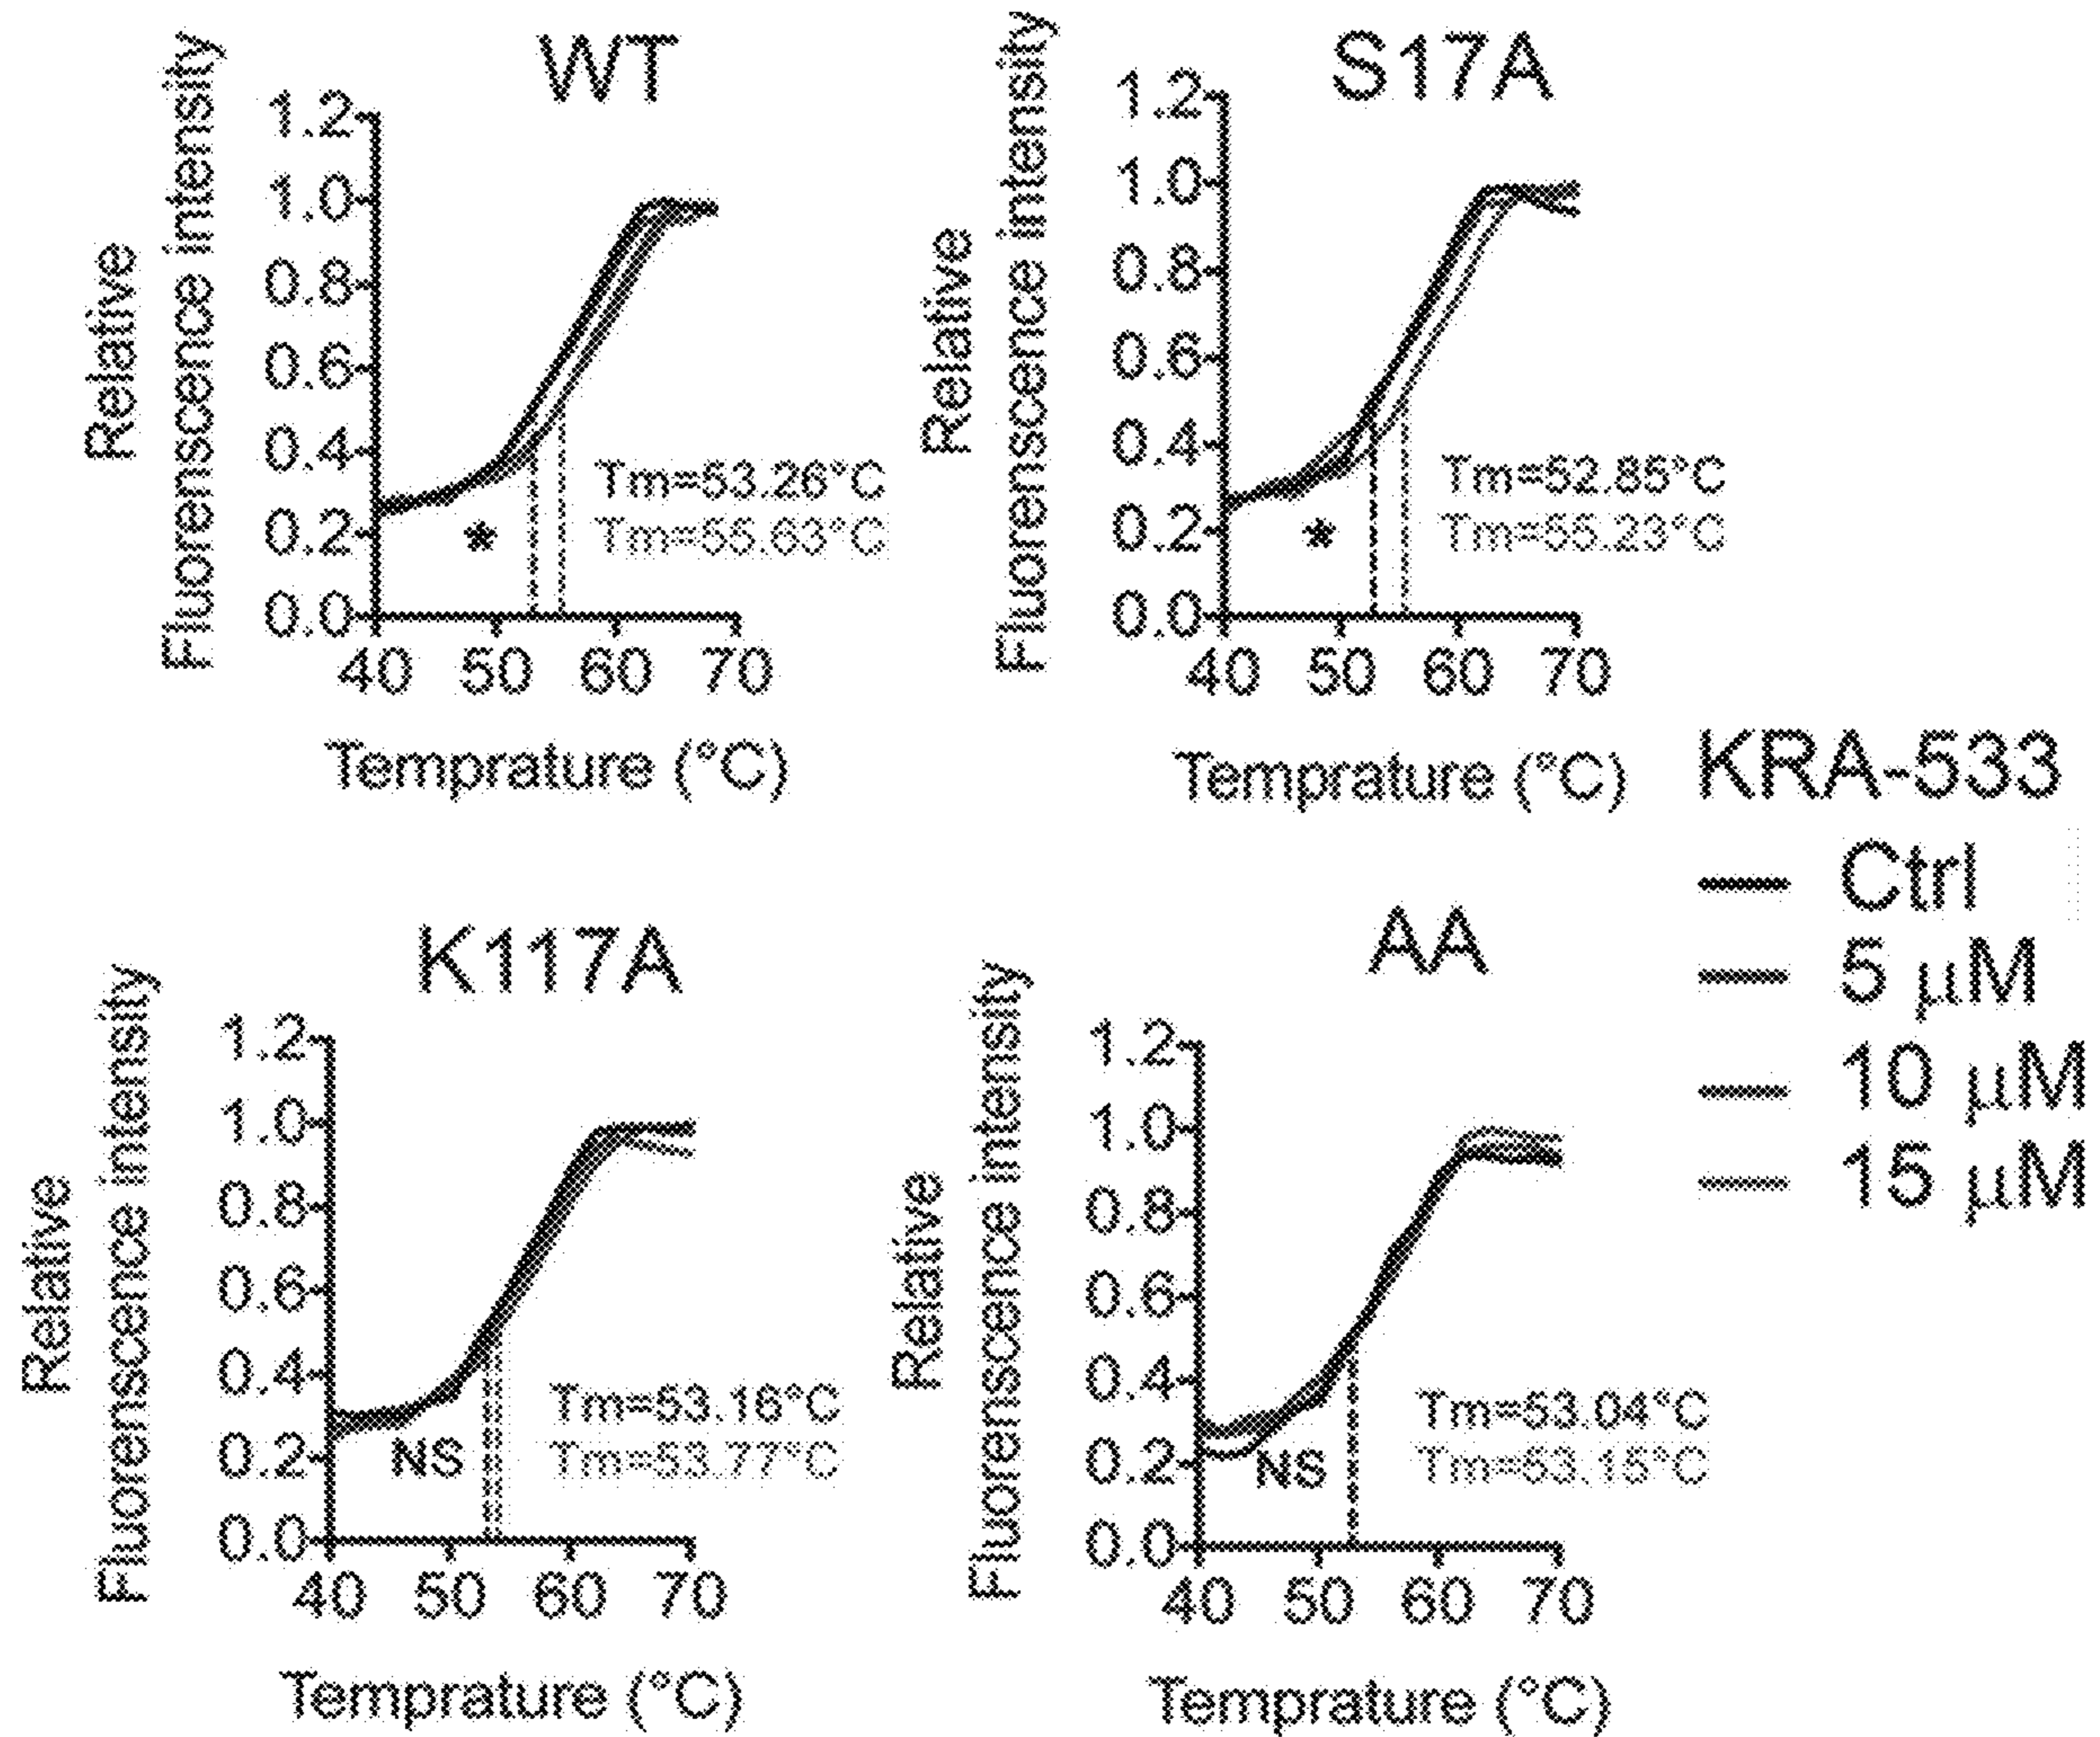 WT
Relative
Fluorenscence intensity
1.2
1.0
0.8
0.6
0.4
0.2
0.0
Tm=53.26°C
Tm=55.63°C
*
40 50 60 70
Temprature (°C)
S17A
Relative
Fluorenscence intensity
1.2
1.0
0.8
0.6
0.4
0.2
0.0
Tm=52.85°C
Tm=55.23°C
*
40 50 60 70
Temprature (°C)
KRA-533
Ctrl
5 μM
10 μM
15 μM
K117A
Relative
Fluorenscence intensity
1.2
1.0
0.8
0.6
0.4
0.2
0.0
Tm=53.16°C
Tm=53.77°C
NS
40 50 60 70
Temprature (°C)
AA
Relative
Fluorenscence intensity
1.2
1.0
0.8
0.6
0.4
0.2
0.0
Tm=53.04°C
Tm=53.15°C
NS
40 50 60 70
Temprature (°C)